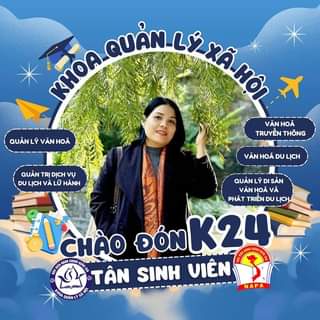 KHOA QUẢN LÝ XÃ HỘI
QUẢN LÝ VĂN HOÁ
QUẢN TRỊ DỊCH VỤ
DU LỊCH VÀ LỮ HÀNH
VĂN HOÁ
TRUYỀN THÔNG
VĂN HOÁ DU LỊCH
QUẢN LÝ DI SẢN
VĂN HOÁ VÀ
PHÁT TRIỂN DU LỊCH
CHÀO ĐÓN K24
TÂN SINH VIÊN
NAPA